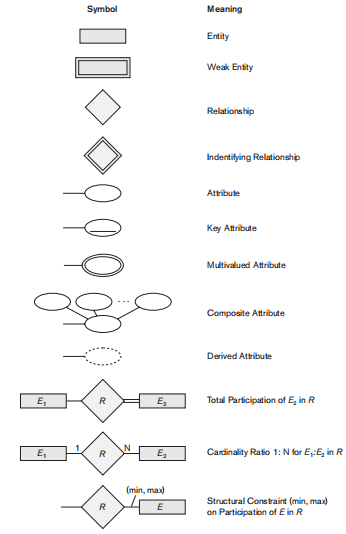 Symbol Meaning
Entity
Weak Entity
Relationship
Indentifying Relationship
Attribute
Key Attribute
Multivalued Attribute
...
Composite Attribute
Derived Attribute
E₁ R E₂ Total Participation of E₂ in R
E₁ 1 R N E₂ Cardinality Ratio 1: N for E₁:E₂ in R
(min, max)
R E Structural Constraint (min, max)
on Participation of E in R